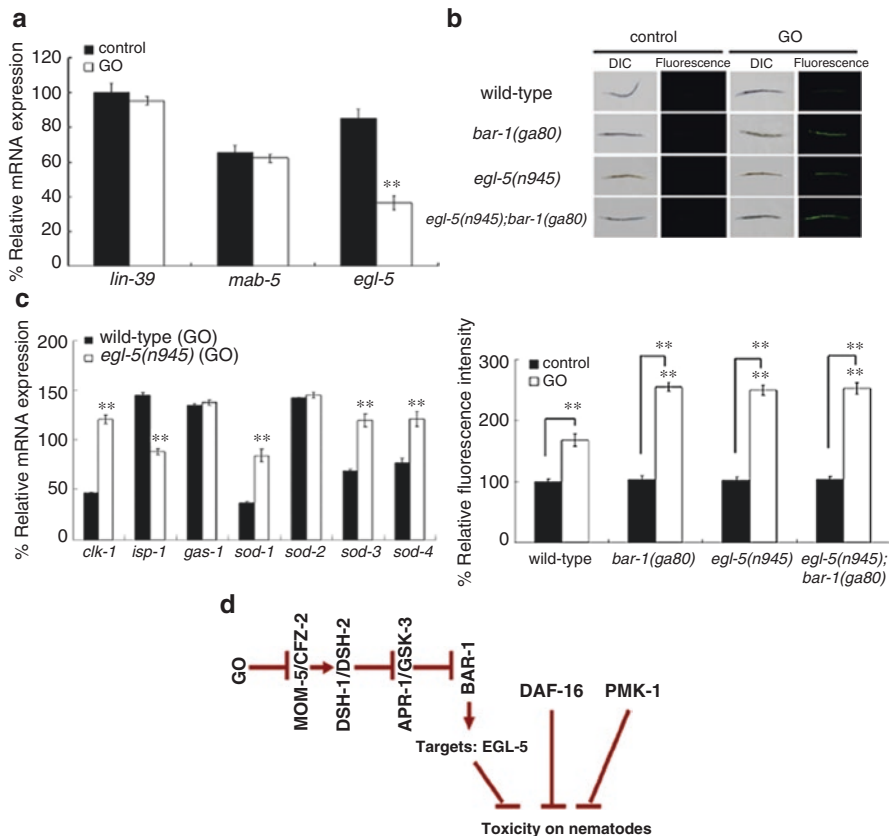 a
control
GO
% Relative mRNA expression
120
100
80
60
40
20
0
**
lin-39 mab-5 egl-5
b
control GO
DIC Fluorescence DIC Fluorescence
wild-type
bar-1(ga80)
egl-5(n945)
egl-5(n945);bar-1(ga80)
c
wild-type (GO)
egl-5(n945) (GO)
% Relative mRNA expression
200
150
100
50
0
** ** ** ** **
clk-1 isp-1 gas-1 sod-1 sod-2 sod-3 sod-4
control
GO
% Relative fluorescence intensity
300
200
100
0
**
** ** **
** ** **
wild-type bar-1(ga80) egl-5(n945) egl-5(n945);
bar-1(ga80)
d
GO
MOM-5/CFZ-2
DSH-1/DSH-2
APR-1/GSK-3
BAR-1
DAF-16 PMK-1
Targets: EGL-5
Toxicity on nematodes